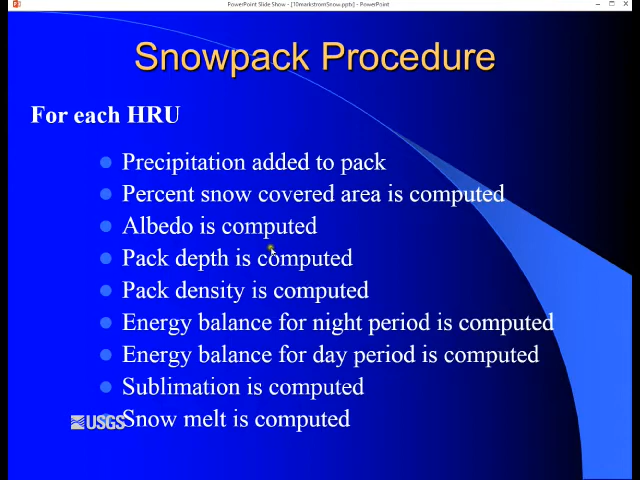 PowerPoint Slide Show - [10markstromSnow.pptx] - PowerPoint
Snowpack Procedure
For each HRU
Precipitation added to pack
Percent snow covered area is computed
Albedo is computed
Pack depth is computed
Pack density is computed
Energy balance for night period is computed
Energy balance for day period is computed
Sublimation is computed
Snow melt is computed
USGS